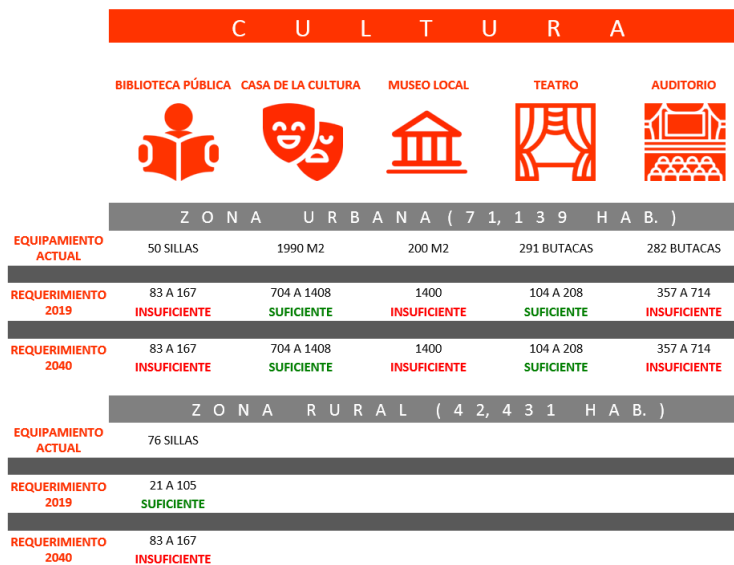 CULTURA
BIBLIOTECA PÚBLICA CASA DE LA CULTURA MUSEO LOCAL TEATRO AUDITORIO
ZONA URBANA (71,139 HAB.)
EQUIPAMIENTO ACTUAL 50 SILLAS 1990 M2 200 M2 291 BUTACAS 282 BUTACAS
REQUERIMIENTO 2019 83 A 167 704 A 1408 1400 104 A 208 357 A 714
INSUFICIENTE SUFICIENTE INSUFICIENTE SUFICIENTE INSUFICIENTE
REQUERIMIENTO 2040 83 A 167 704 A 1408 1400 104 A 208 357 A 714
INSUFICIENTE SUFICIENTE INSUFICIENTE SUFICIENTE INSUFICIENTE
ZONA RURAL (42,431 HAB.)
EQUIPAMIENTO ACTUAL 76 SILLAS
REQUERIMIENTO 2019 21 A 105
SUFICIENTE
REQUERIMIENTO 2040 83 A 167
INSUFICIENTE